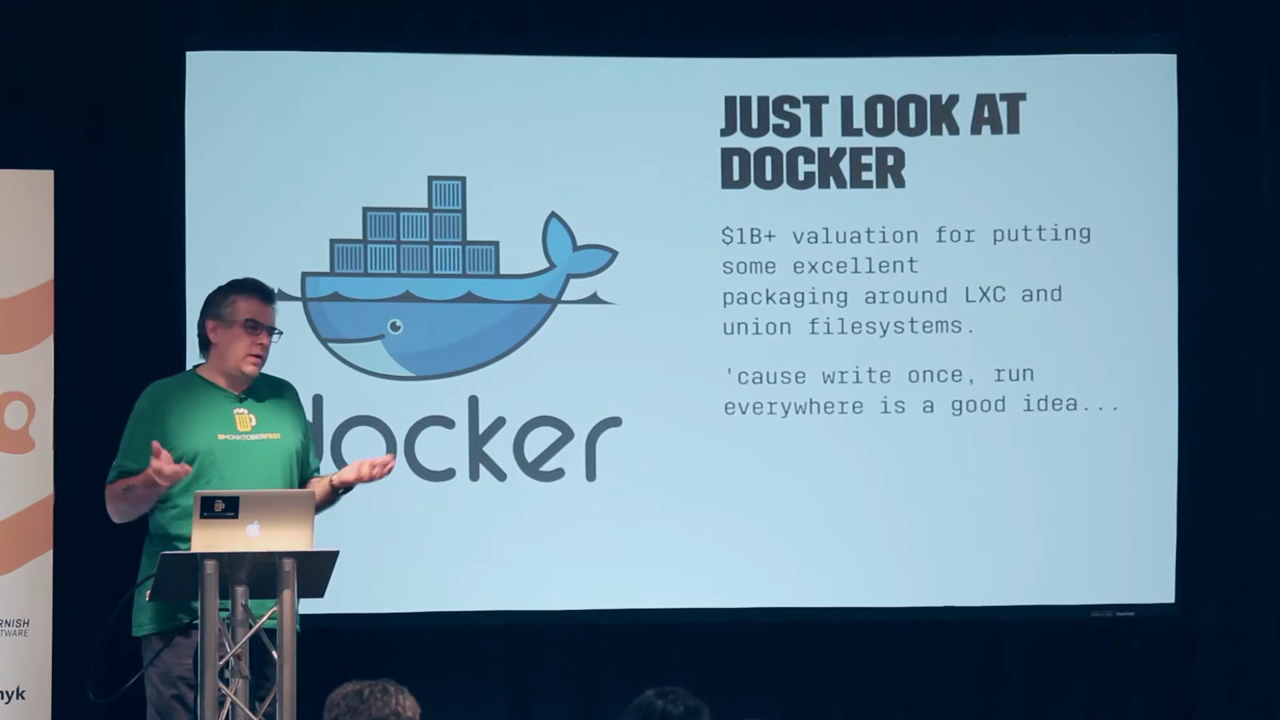 JUST LOOK AT
DOCKER
$1B+ valuation for putting
some excellent
packaging around LXC and
union filesystems.
'cause write once, run
everywhere is a good idea...
docker
#MONKTOBERFEST
RNISH
TWARE
nyk